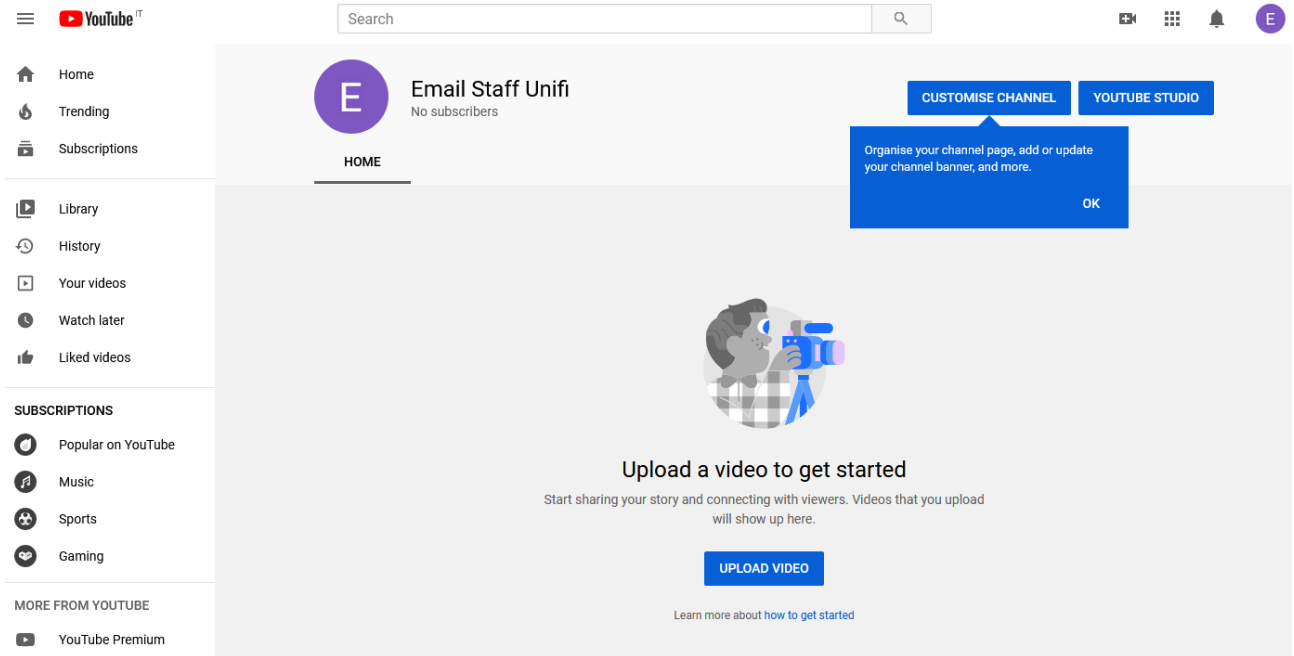 YouTube IT
Search
E
Home
Trending
Subscriptions
Library
History
Your videos
Watch later
Liked videos
SUBSCRIPTIONS
Popular on YouTube
Music
Sports
Gaming
MORE FROM YOUTUBE
YouTube Premium
E
Email Staff Unifi
No subscribers
CUSTOMISE CHANNEL
YOUTUBE STUDIO
HOME
Organise your channel page, add or update
your channel banner, and more.
OK
Upload a video to get started
Start sharing your story and connecting with viewers. Videos that you upload
will show up here.
UPLOAD VIDEO
Learn more about how to get started